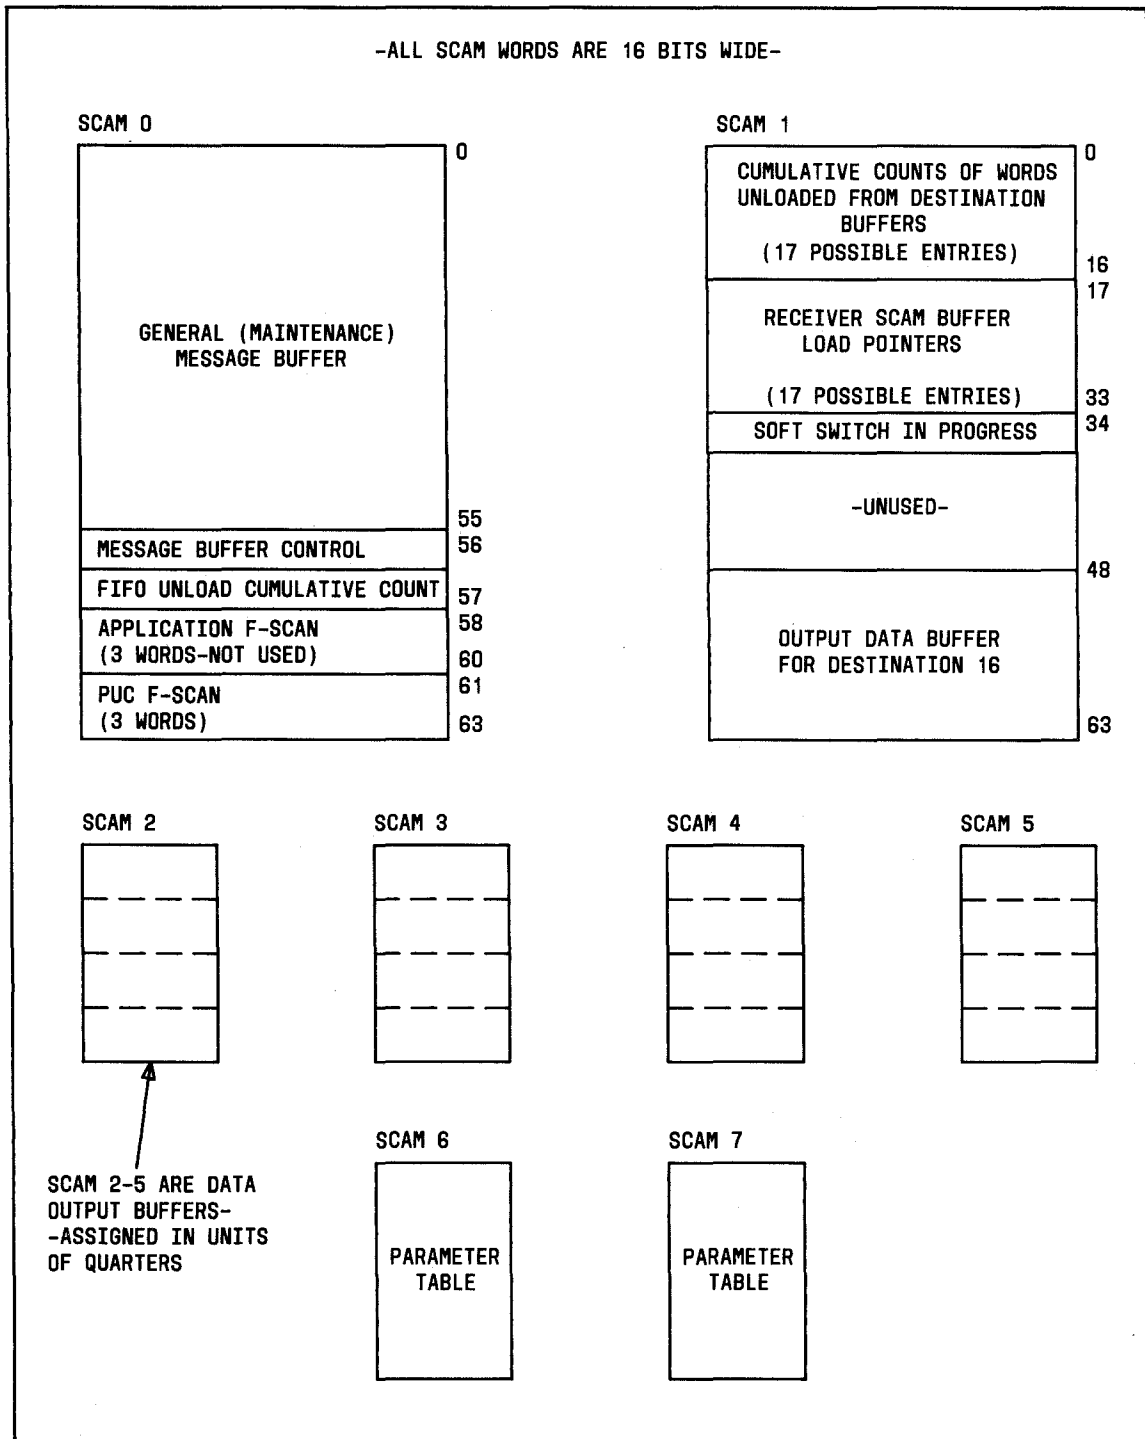 -ALL SCAM WORDS ARE 16 BITS WIDE-
SCAM 0
0
GENERAL (MAINTENANCE)
MESSAGE BUFFER
55
MESSAGE BUFFER CONTROL
56
FIFO UNLOAD CUMULATIVE COUNT
57
APPLICATION F-SCAN
58
(3 WORDS-NOT USED)
60
PUC F-SCAN
61
(3 WORDS)
63
SCAM 1
0
CUMULATIVE COUNTS OF WORDS
UNLOADED FROM DESTINATION
BUFFERS
(17 POSSIBLE ENTRIES)
16
17
RECEIVER SCAM BUFFER
LOAD POINTERS
(17 POSSIBLE ENTRIES)
33
34
SOFT SWITCH IN PROGRESS
-UNUSED-
48
OUTPUT DATA BUFFER
FOR DESTINATION 16
63
SCAM 2
SCAM 3
SCAM 4
SCAM 5
SCAM 2-5 ARE DATA
OUTPUT BUFFERS-
-ASSIGNED IN UNITS
OF QUARTERS
SCAM 6
PARAMETER
TABLE
SCAM 7
PARAMETER
TABLE